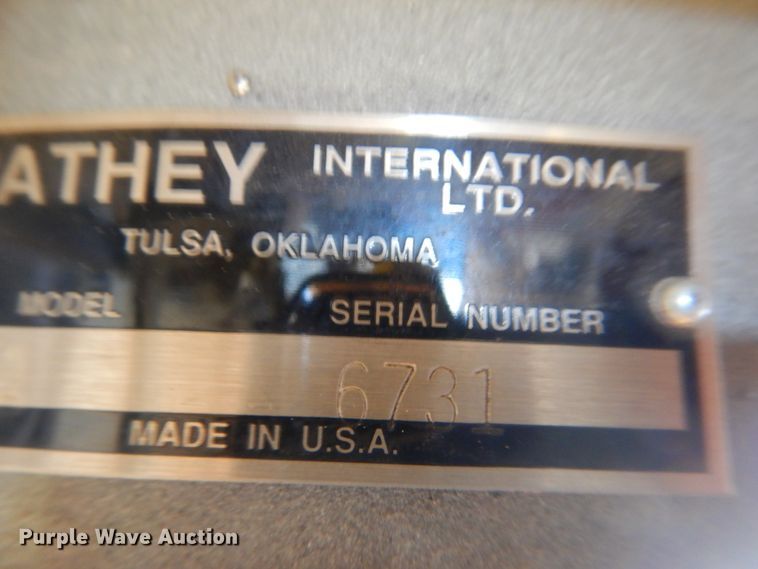 ATHEY INTERNATIONAL LTD.
TULSA, OKLAHOMA
MODEL SERIAL NUMBER
6731
MADE IN U.S.A.
Purple Wave Auction